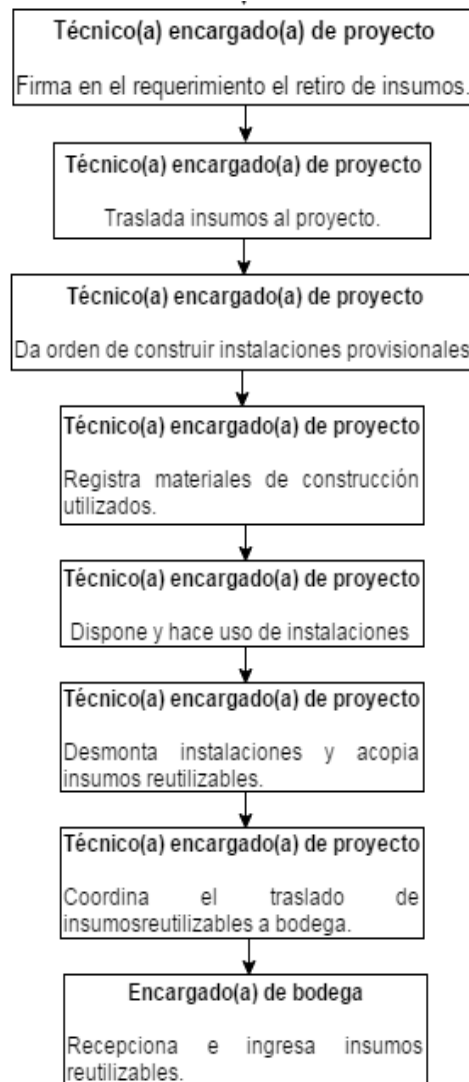 Técnico(a) encargado(a) de proyecto
Firma en el requerimiento el retiro de insumos.
Técnico(a) encargado(a) de proyecto
Traslada insumos al proyecto.
Técnico(a) encargado(a) de proyecto
Da orden de construir instalaciones provisionales
Técnico(a) encargado(a) de proyecto
Registra materiales de construcción
utilizados.
Técnico(a) encargado(a) de proyecto
Dispone y hace uso de instalaciones
Técnico(a) encargado(a) de proyecto
Desmonta instalaciones y acopia
insumos reutilizables.
Técnico(a) encargado(a) de proyecto
Coordina el traslado de
insumosreutilizables a bodega.
Encargado(a) de bodega
Recepciona e ingresa insumos
reutilizables.